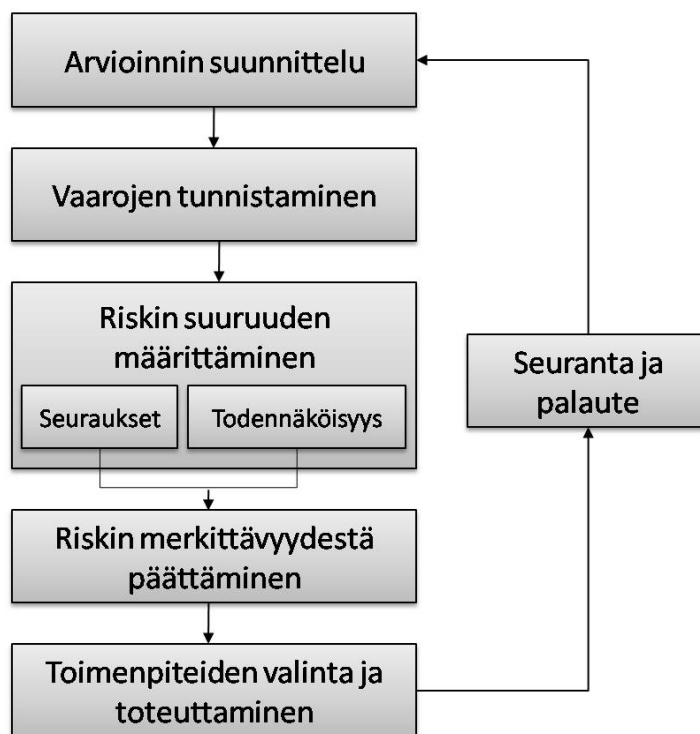 Arvioinnin suunnittelu
Vaarojen tunnistaminen
Riskin suuruuden
määrittäminen
Seuraukset
Todennäköisyys
Riskin merkittävyydestä
päättäminen
Toimenpiteiden valinta ja
toteuttaminen
Seuranta ja
palaute